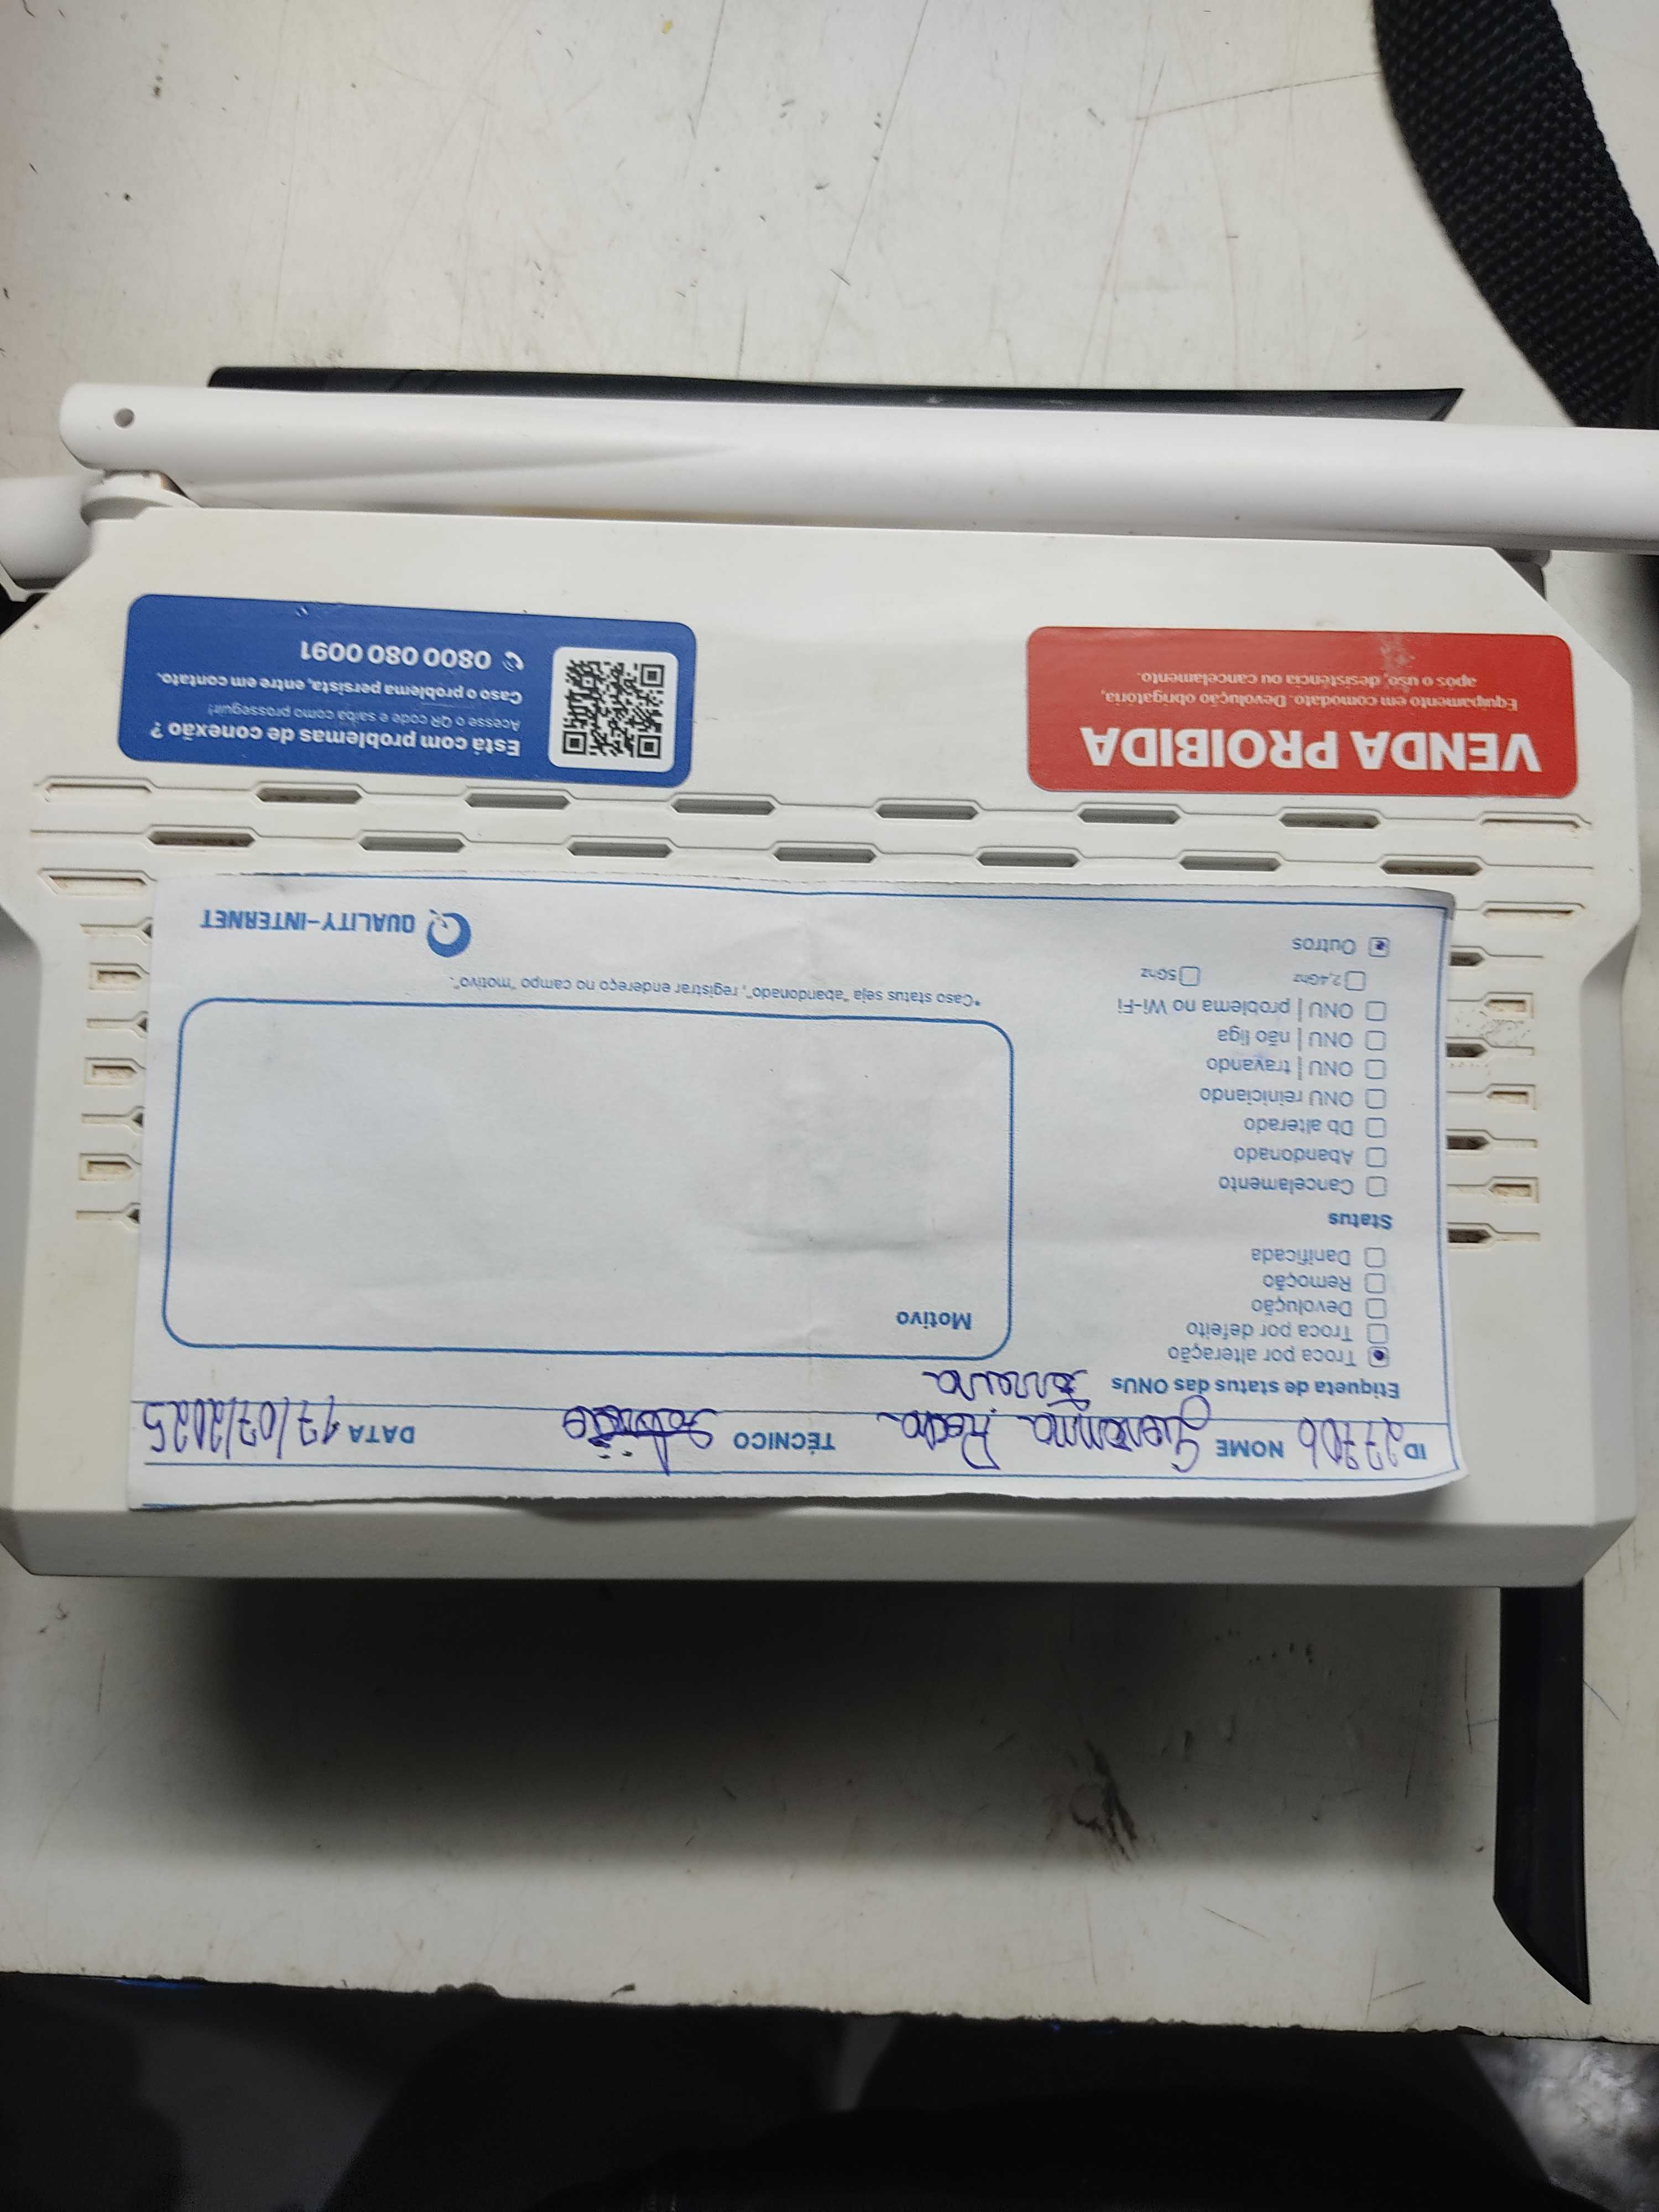 ID 27706 NOME Giovanna Rocha TÉCNICO DATA 17/07/2025
Etiqueta de status das ONUs
Troca por alteração
Troca por defeito
Devolução
Remoção
Danificada
Status
Cancelamento
Abandonado
Db alterado
ONU reiniciando
ONU | travando
ONU | não liga
ONU | problema no Wi-Fi
2,4Ghz 5Ghz
Outros
Motivo
*Caso status seja "abandonado", registrar endereço no campo "motivo".
QUALITY-INTERNET
VENDA PROIBIDA
Equipamento em comodato. Devolução obrigatória,
após o uso, desistência ou cancelamento.
Está com problemas de conexão ?
Acesse o QR code e saiba como prosseguir!
Caso o problema persista, entre em contato.
0800 080 0091